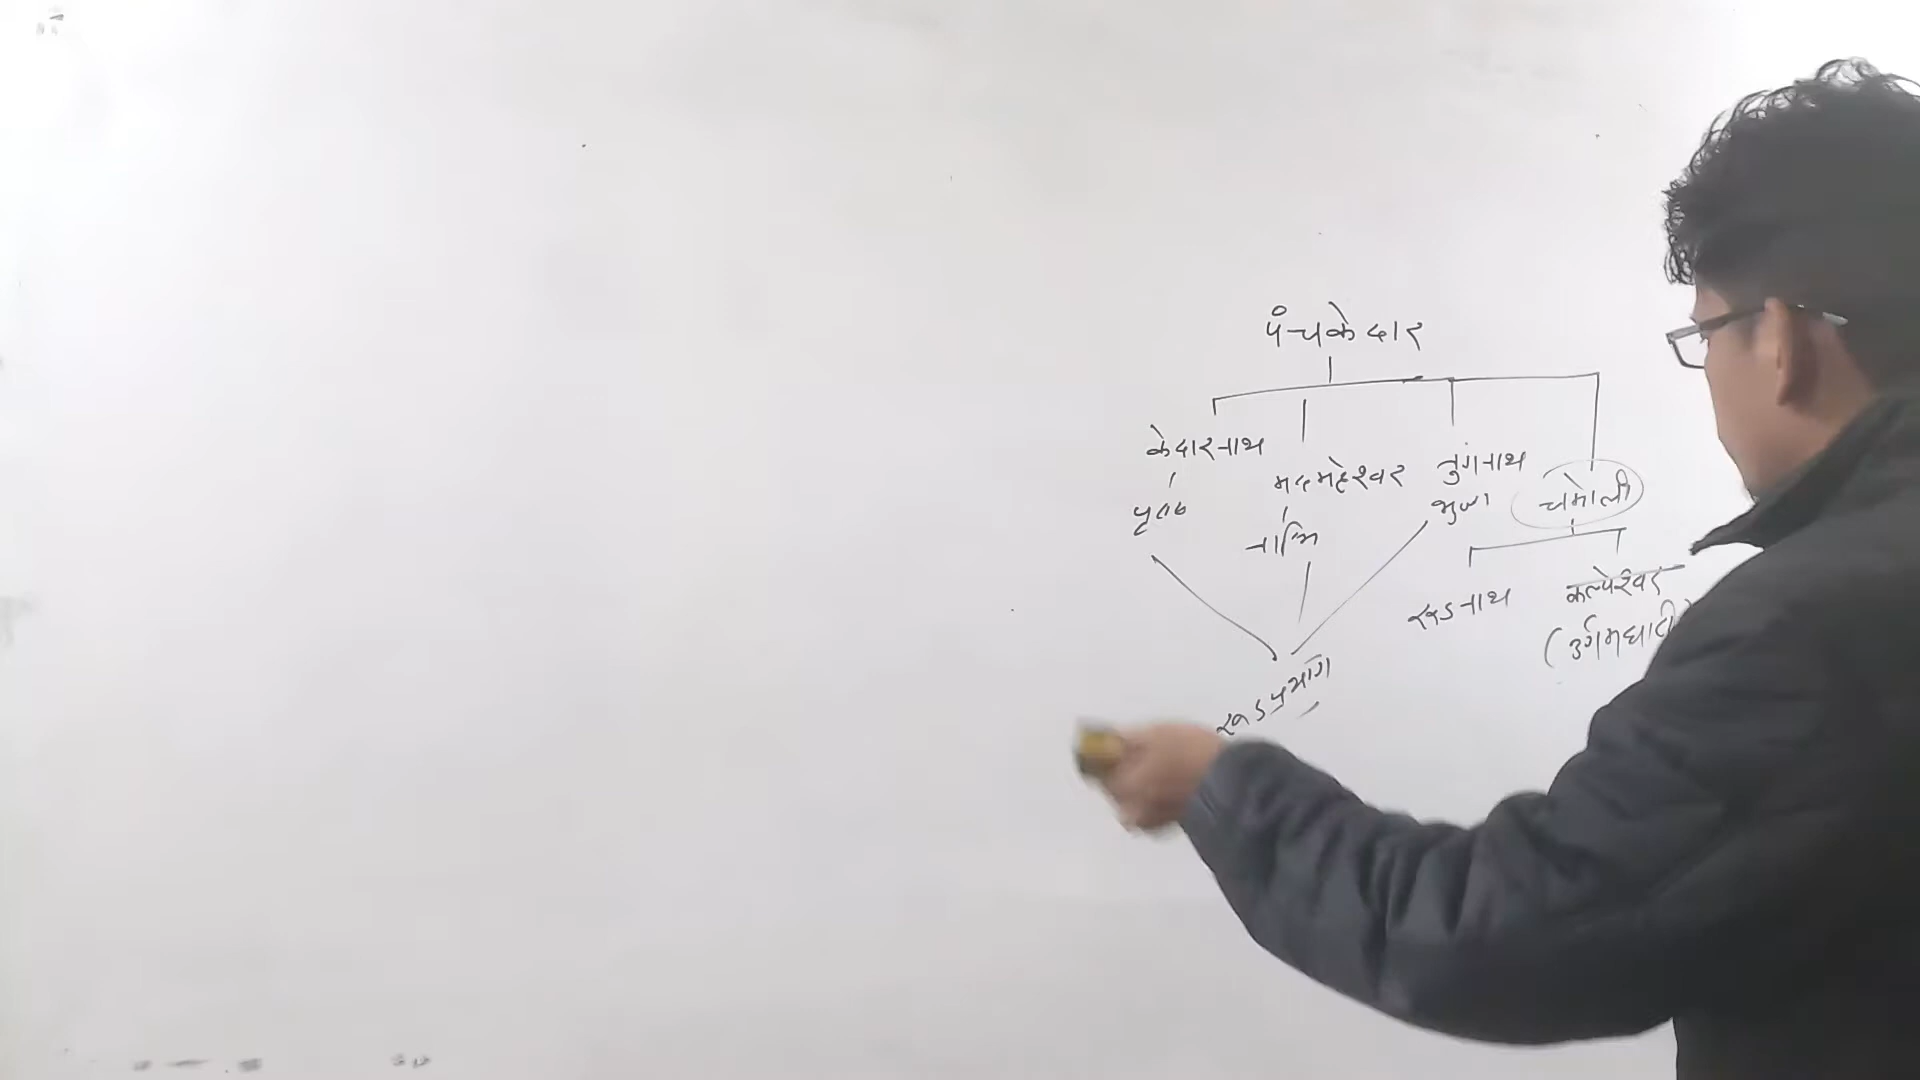 पंचकेदार
केदारनाथ
मदमहेश्वर
तुंगनाथ
चमोली
पृष्ठ
नाभि
भुजा
रुद्रनाथ
कल्पेश्वर
(उर्गमघाटी
रुद्रप्रयाग